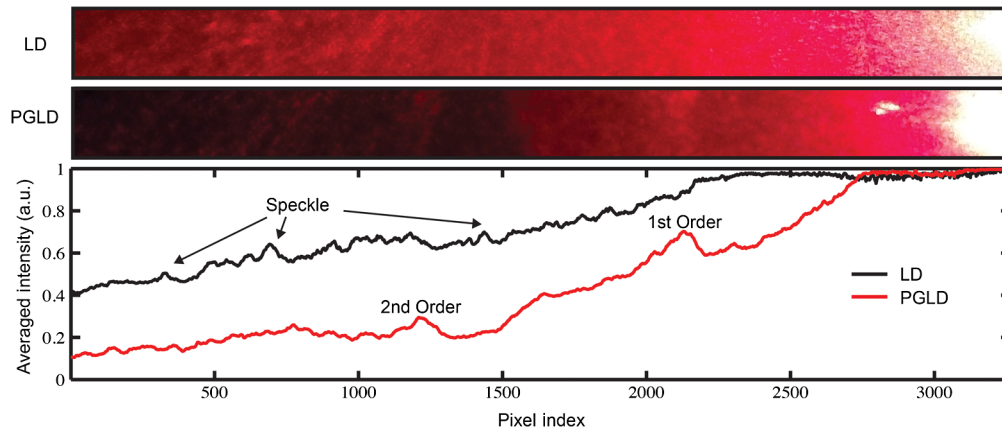 LD
PGLD
Averaged intensity (a.u.)
1
0.8
0.6
0.4
0.2
0
Speckle
1st Order
2nd Order
LD
PGLD
500
1000
1500
2000
2500
3000
Pixel index